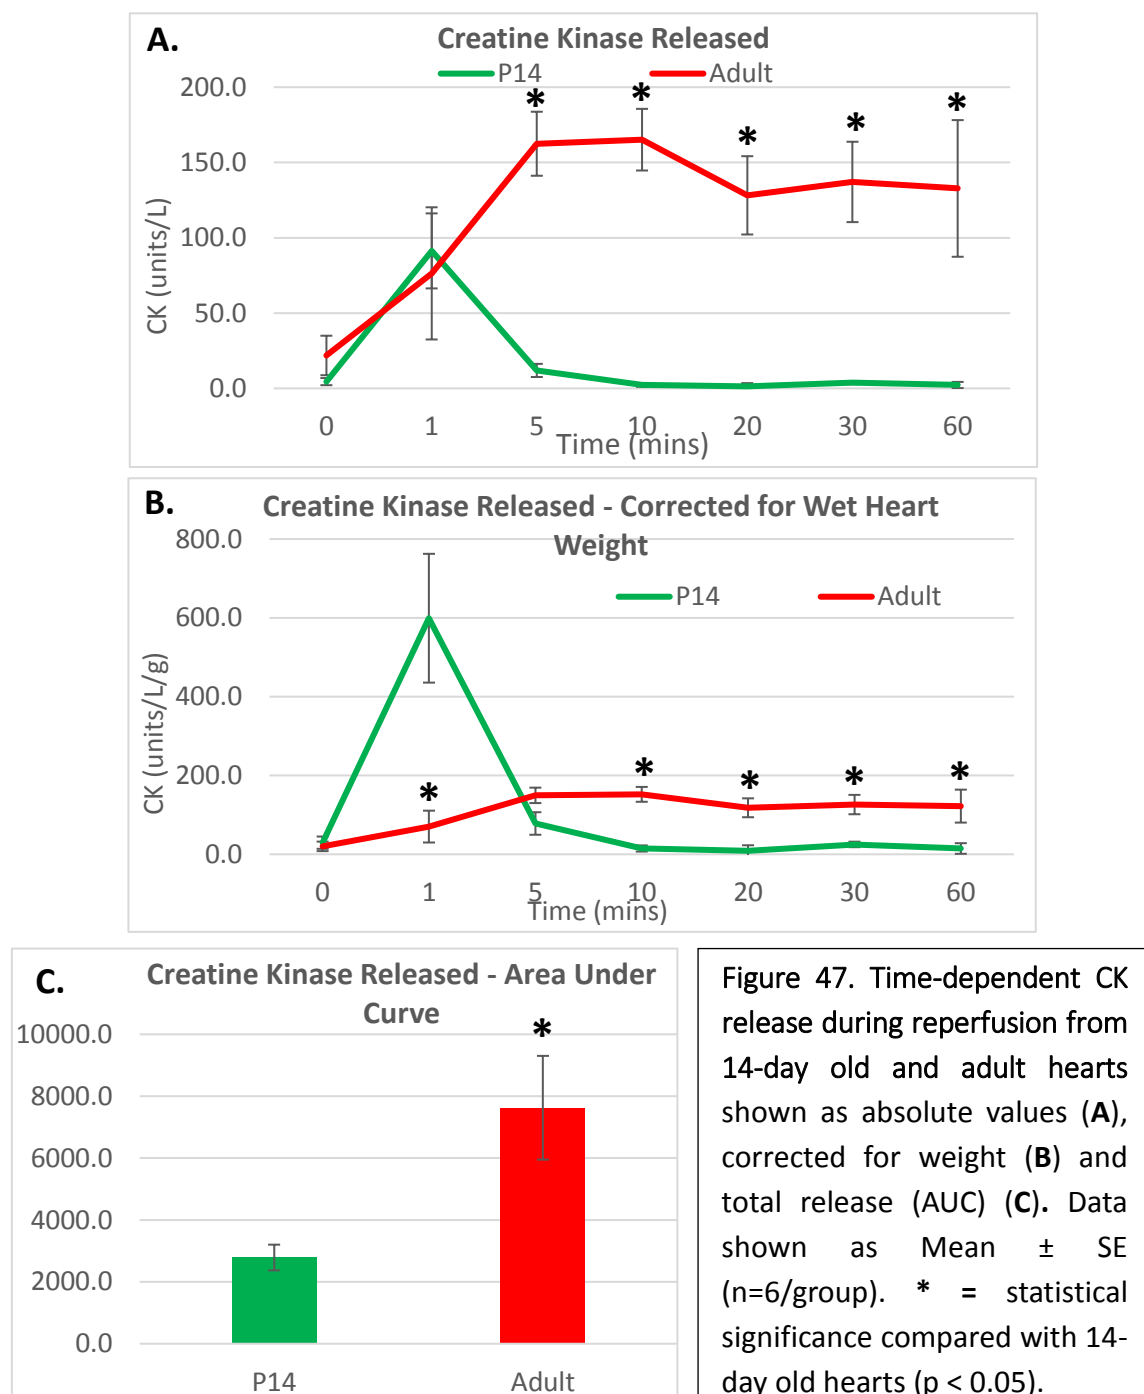 A.
Creatine Kinase Released
P14 Adult
200.0
150.0
100.0
50.0
0.0
CK (units/L)
* * * * *
0 1 5 10 20 30 60
Time (mins)
B.
Creatine Kinase Released - Corrected for Wet Heart
Weight
P14 Adult
800.0
600.0
400.0
200.0
0.0
CK (units/L/g)
* * * * *
0 1 5 10 20 30 60
Time (mins)
C.
Creatine Kinase Released - Area Under
Curve
10000.0
8000.0
6000.0
4000.0
2000.0
0.0
*
P14 Adult
Figure 47. Time-dependent CK
release during reperfusion from
14-day old and adult hearts
shown as absolute values (A),
corrected for weight (B) and
total release (AUC) (C). Data
shown as Mean ± SE
(n=6/group). * = statistical
significance compared with 14-
day old hearts (p < 0.05).